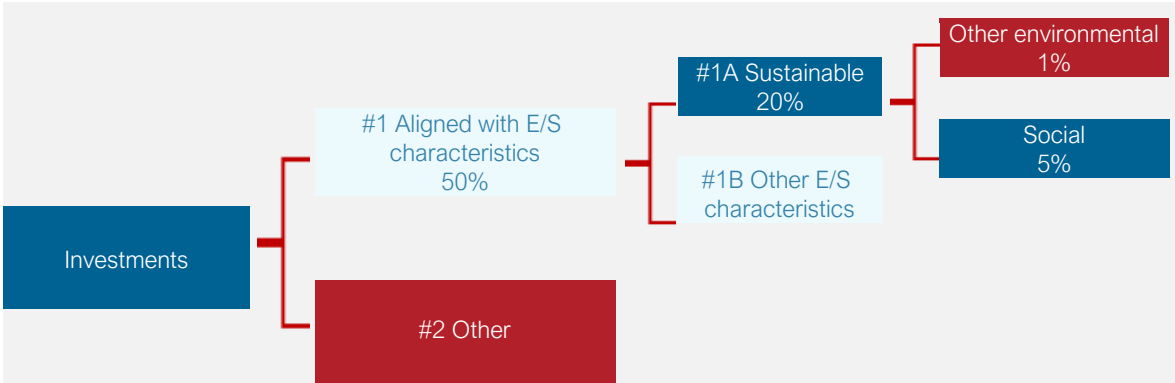 Investments
#1 Aligned with E/S
characteristics
50%
#2 Other
#1A Sustainable
20%
#1B Other E/S
characteristics
Other environmental
1%
Social
5%